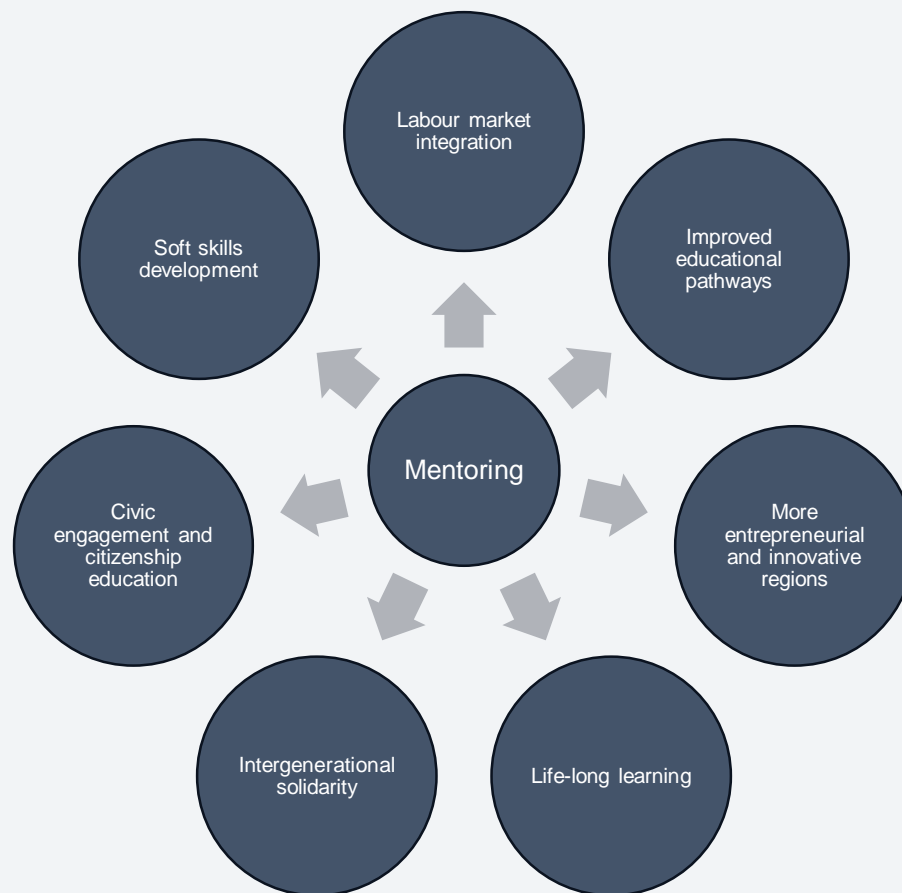 Labour market
integration
Improved
educational
pathways
More
entrepreneurial
and innovative
regions
Life-long learning
Intergenerational
solidarity
Civic
engagement and
citizenship
education
Soft skills
development
Mentoring